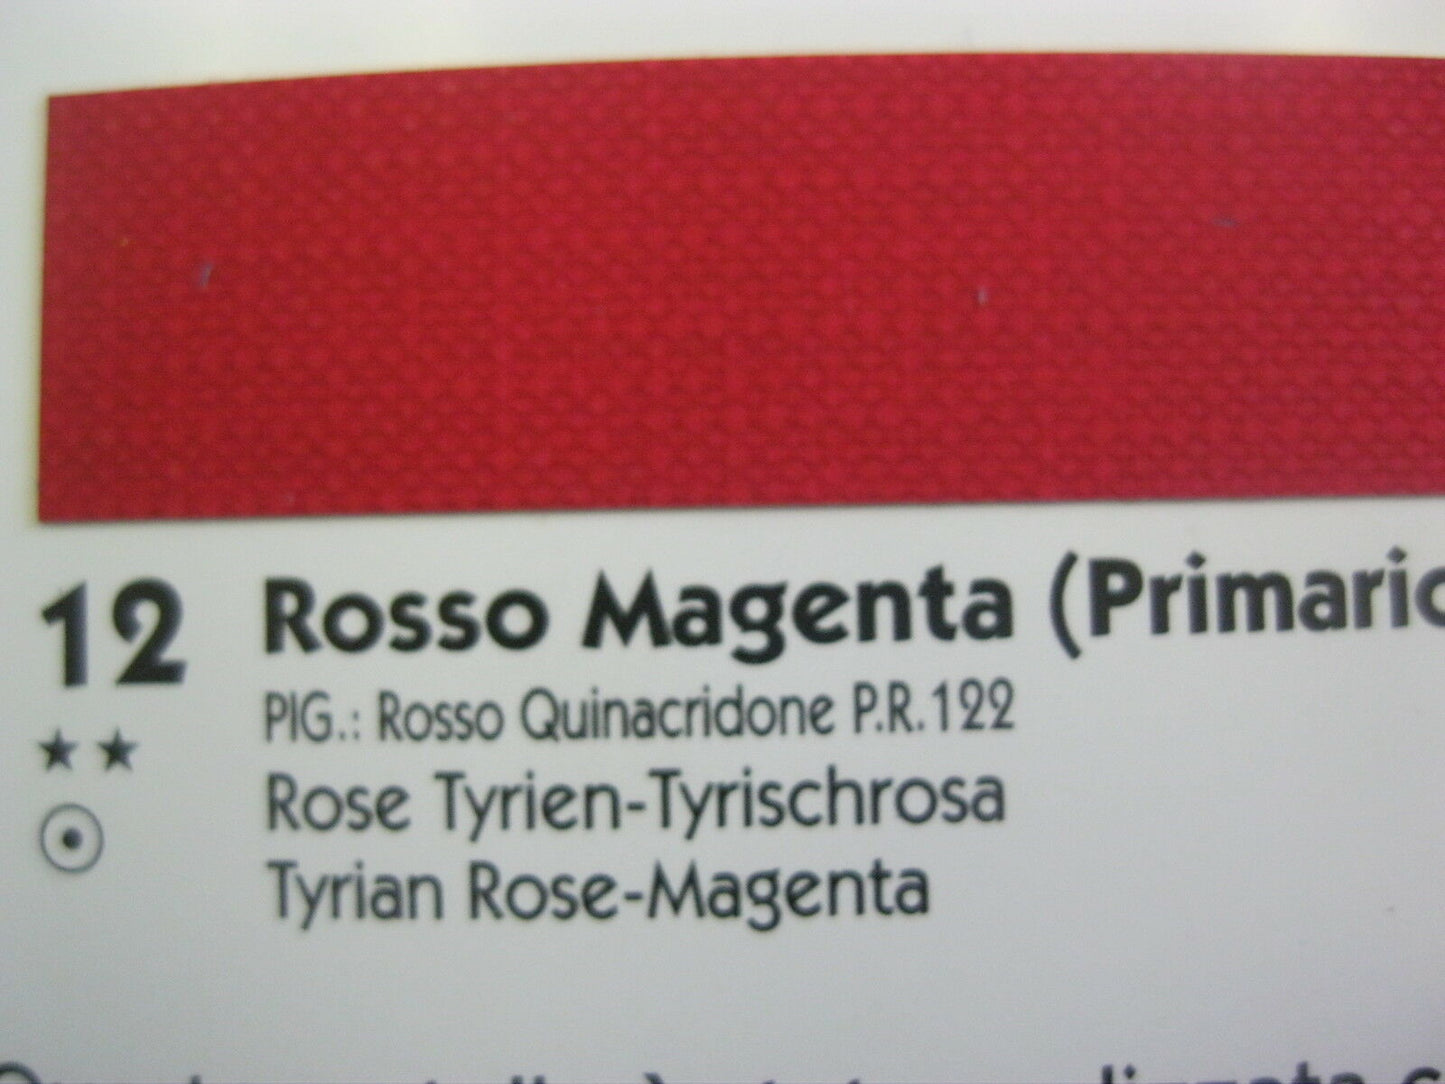 12 Rosso Magenta (Primario
PIG.: Rosso Quinacridone P.R.122
★★
Rose Tyrien-Tyrischrosa
Tyrian Rose-Magenta